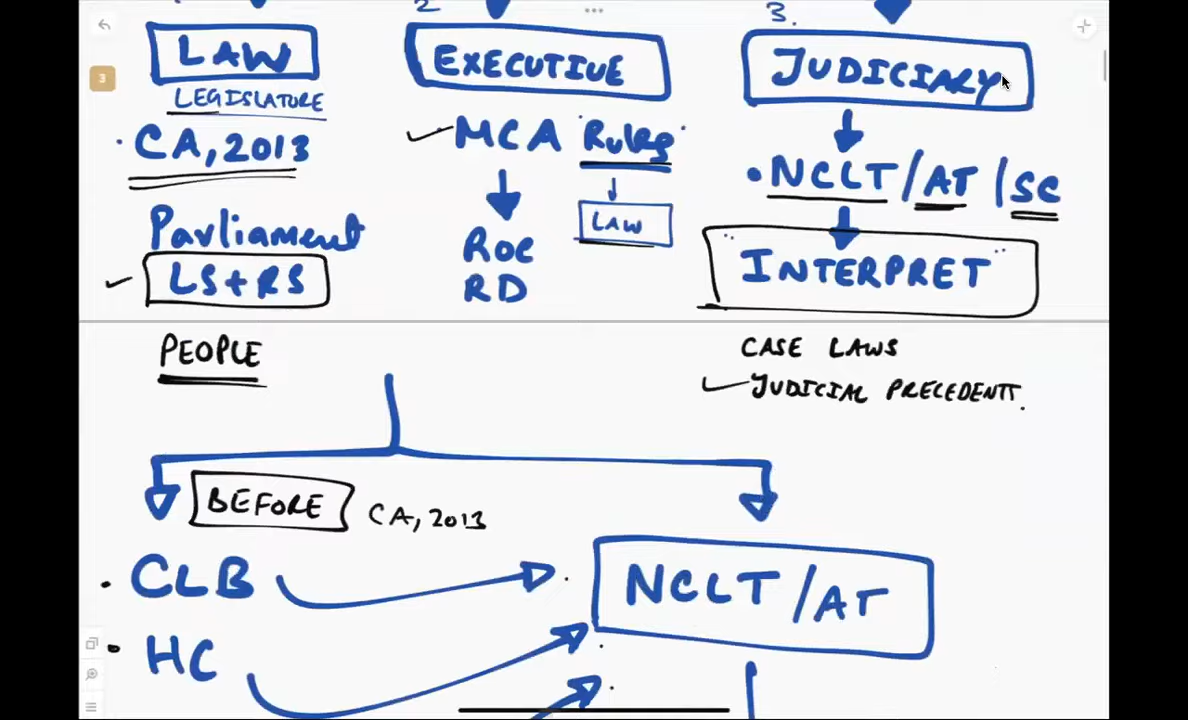 2
3.
LAW
EXECUTIVE
JUDICIARY
3
LEGISLATURE
• CA, 2013
MCA "Rules"
• NCLT / AT / SC
LAW
Parliament
ROC
LS + RS
RD
"INTERPRET"
PEOPLE
CASE LAWS
JUDICIAL PRECEDENTS.
BEFORE CA, 2013
• CLB
NCLT / AT
• HC